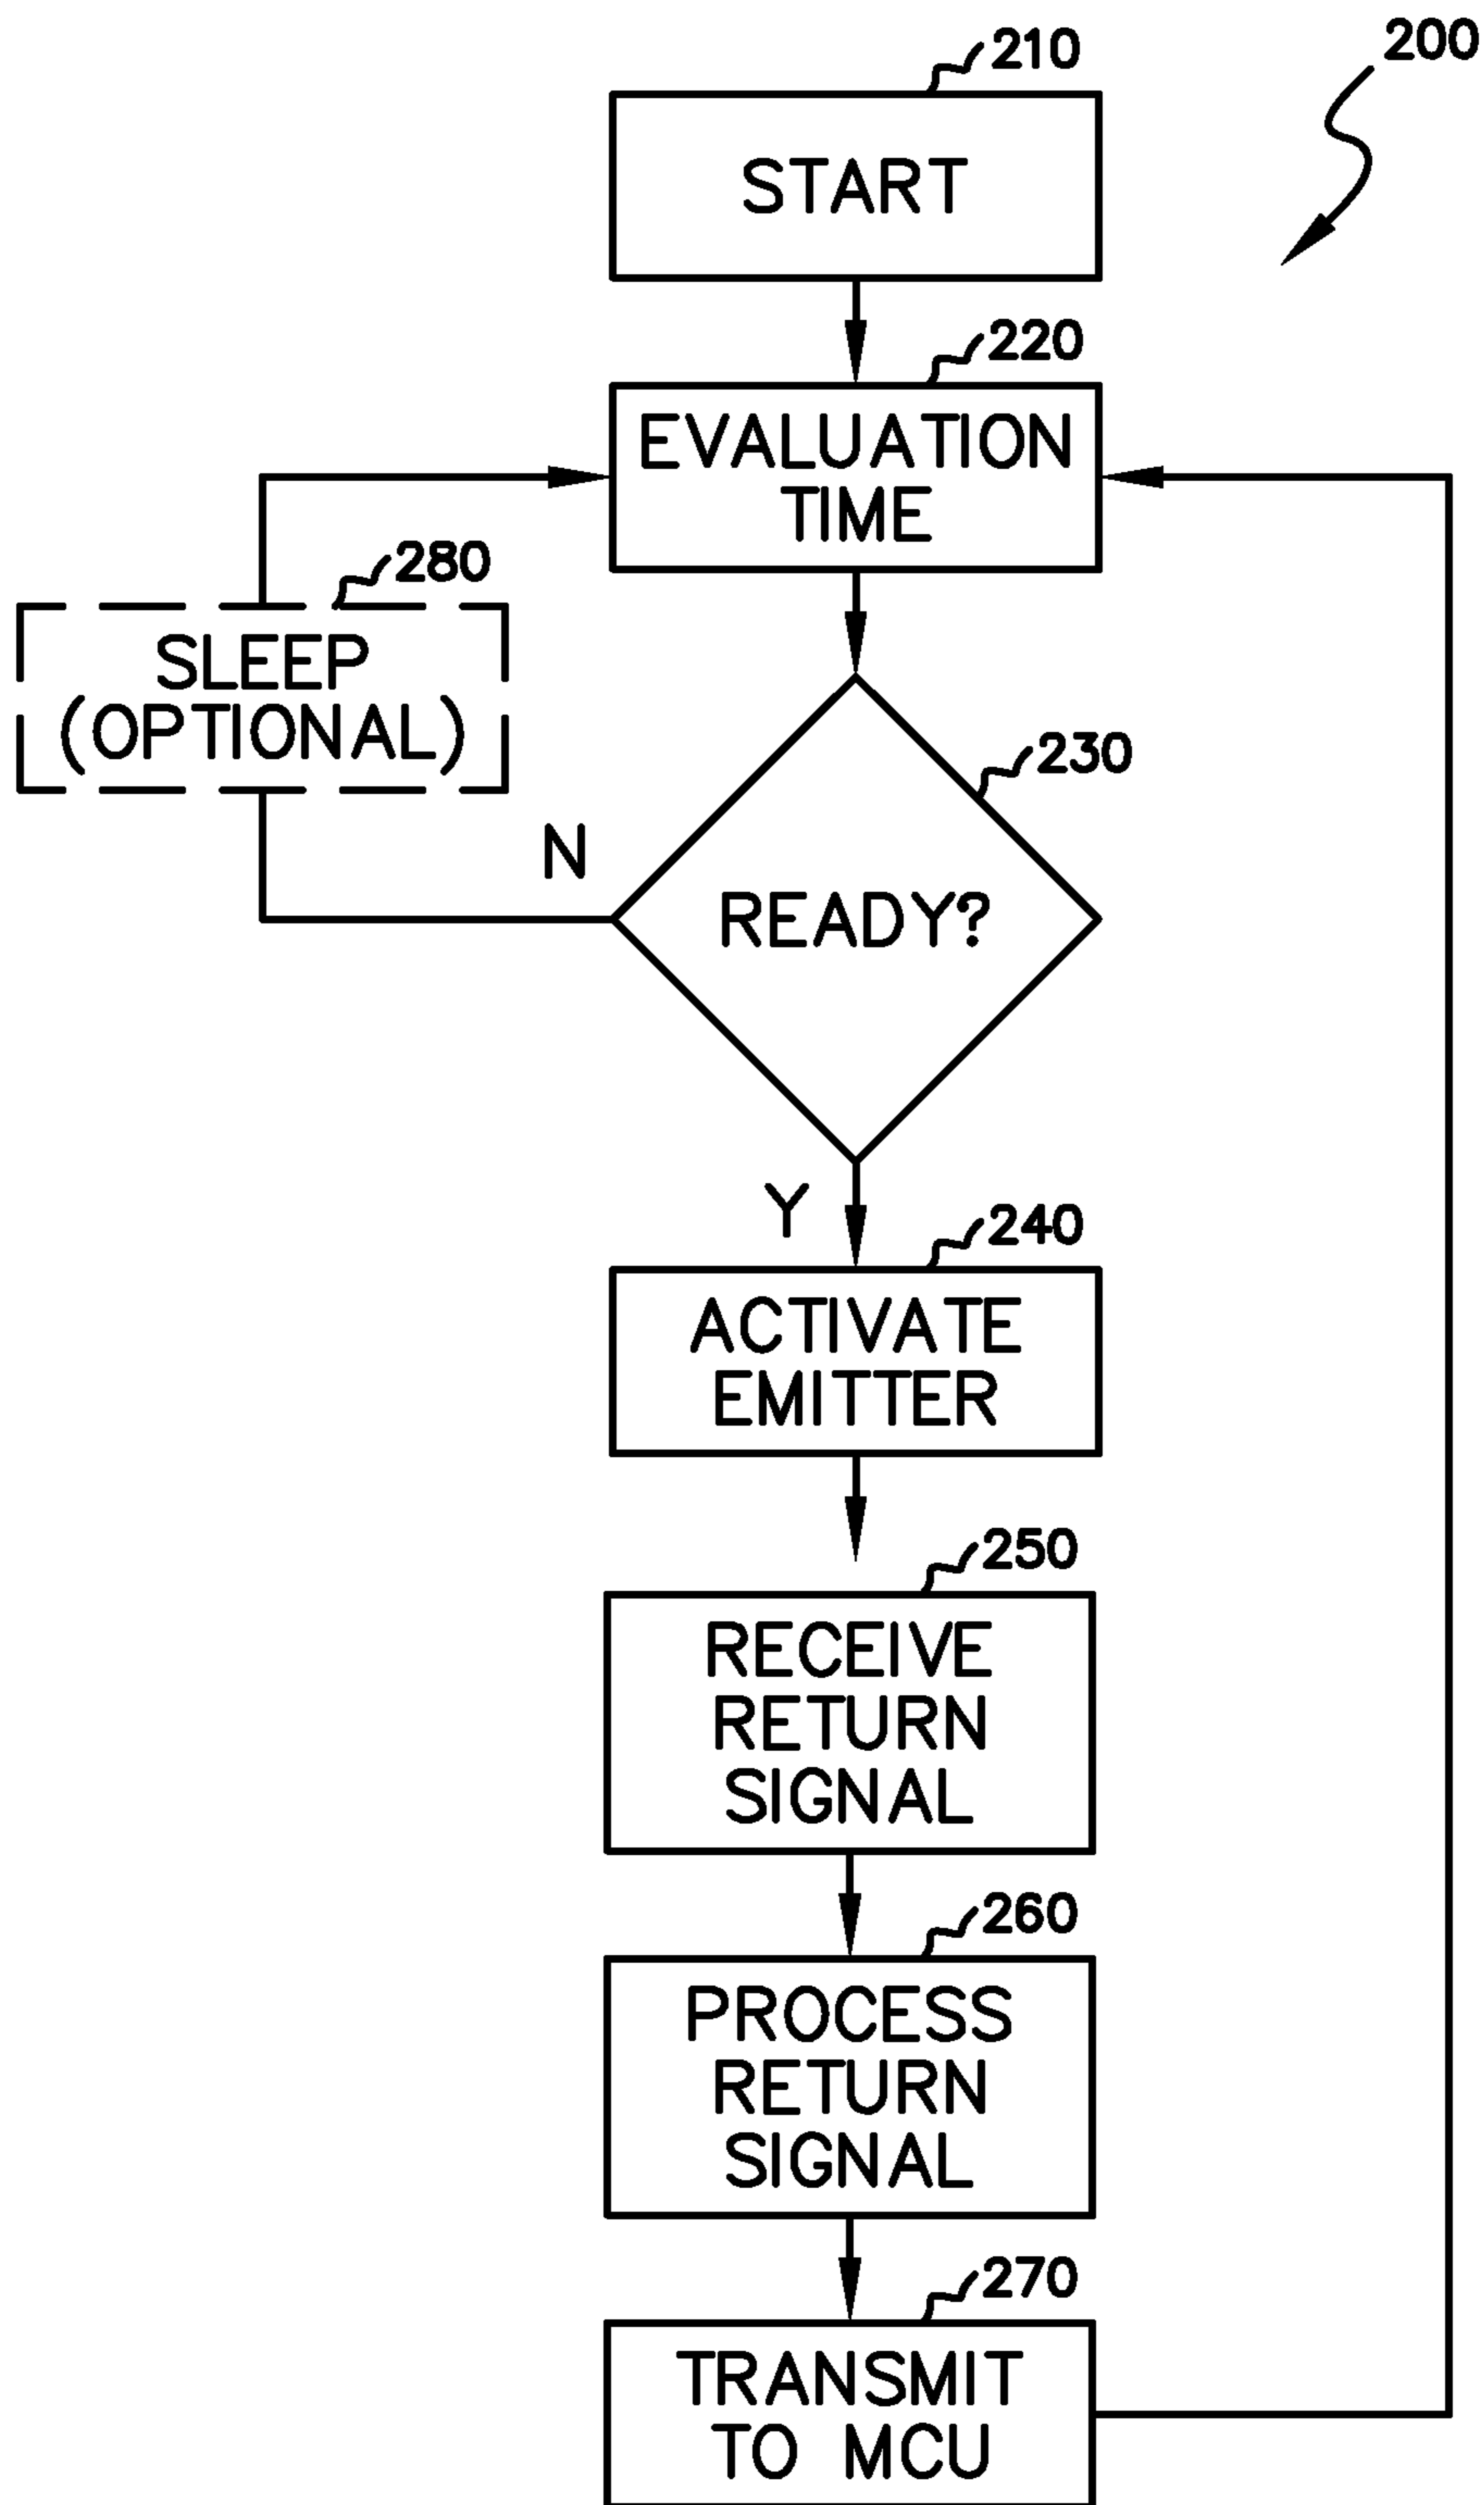 200
210
START
220
EVALUATION
TIME
280
SLEEP
(OPTIONAL)
230
N
READY?
Y
240
ACTIVATE
EMITTER
250
RECEIVE
RETURN
SIGNAL
260
PROCESS
RETURN
SIGNAL
270
TRANSMIT
TO MCU